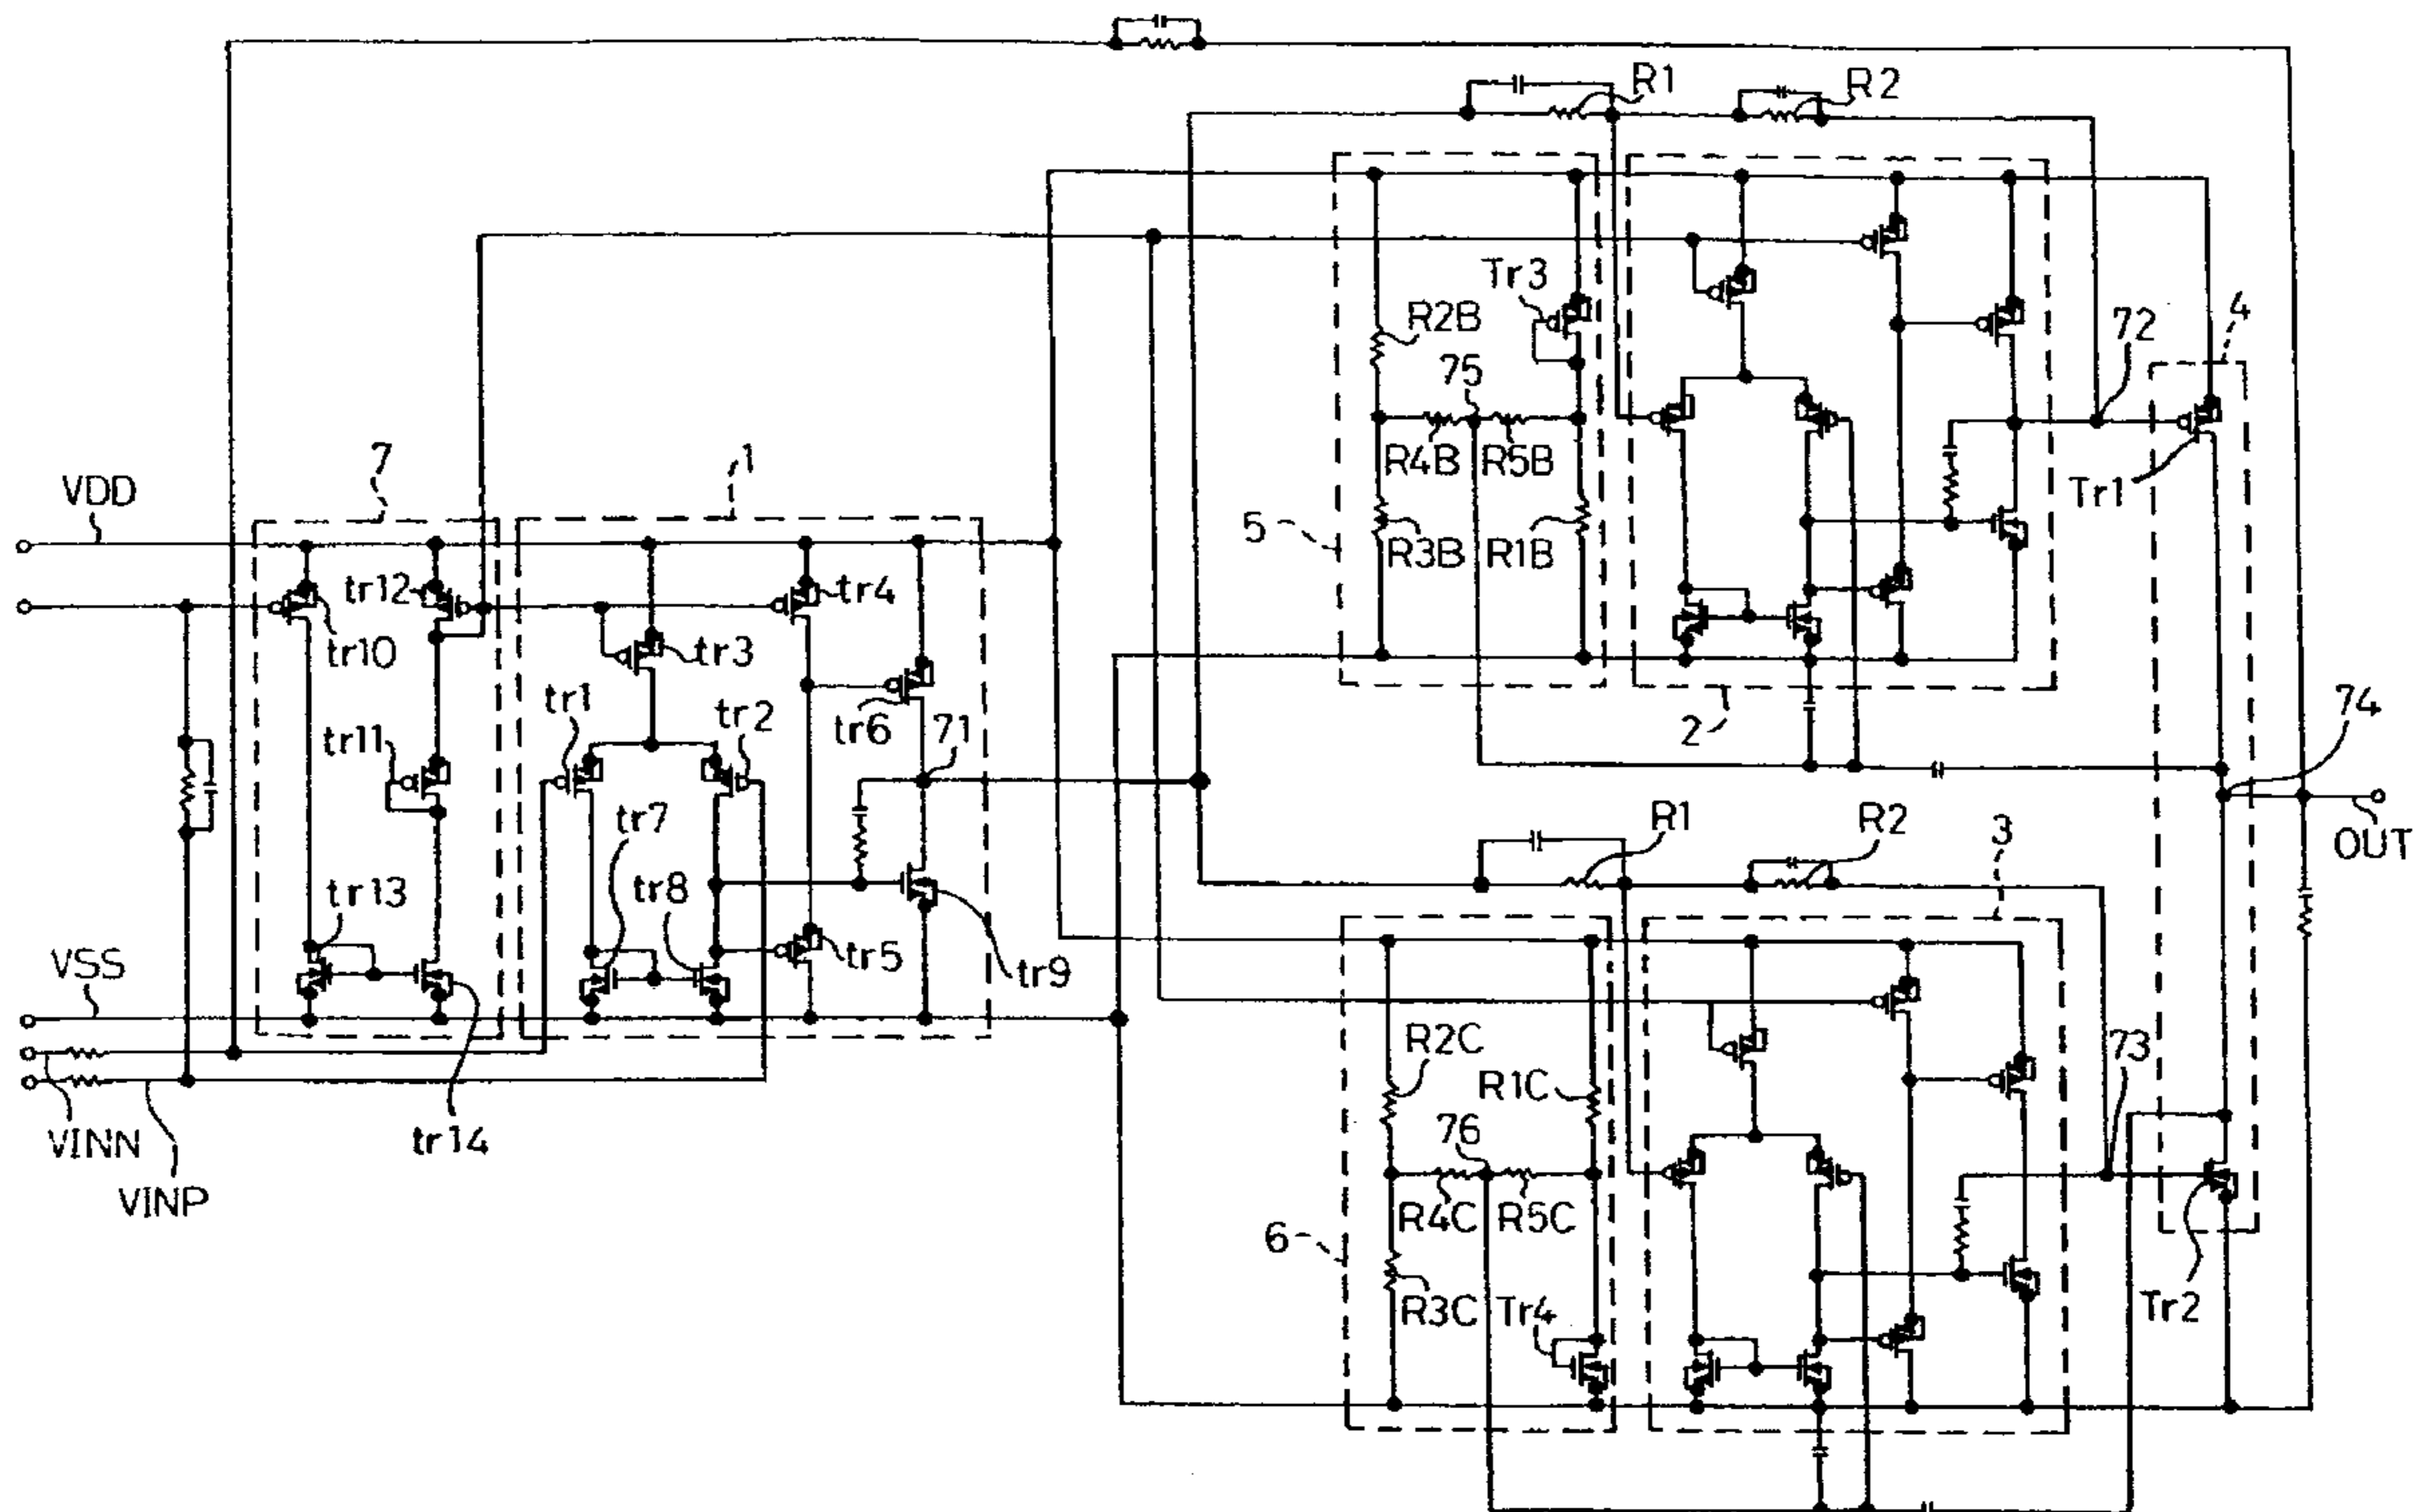 R1
R2
Tr3
R2B
75
72
4
R4B
R5B
Tr1
7
1
VDD
5
R3B
R1B
tr12
tr4
tr10
tr3
tr1
tr2
tr6
71
2
74
tr11
tr7
R1
R2
3
OUT
tr8
tr13
VSS
tr5
tr9
R2C
R1C
73
VINN
tr14
76
VINP
R4C
R5C
6
R3C
Tr4
Tr2